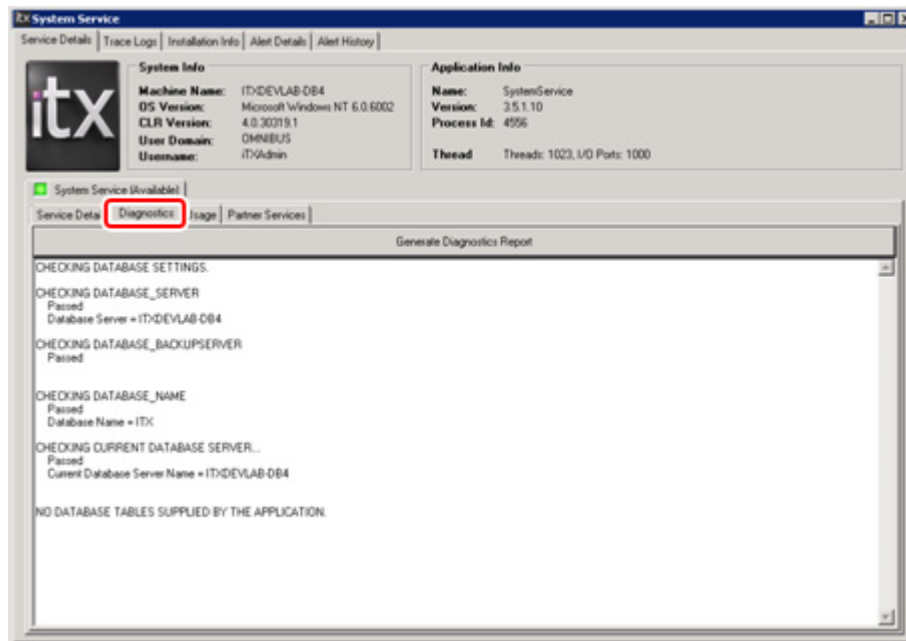 itx System Service
Service Details Trace Logs Installation Info Alert Details Alert History
itx
System Info
Machine Name: ITXDEVLAB-DB4
OS Version: Microsoft Windows NT 6.0.6002
CLR Version: 4.0.30319.1
User Domain: OMNIBUS
Username: iTXAdmin
Application Info
Name: SystemService
Version: 3.5.1.10
Process Id: 4556
Thread Threads: 1023, I/O Ports: 1000
System Service (Available)
Service Detai Diagnostics Usage Partner Services
Generate Diagnostics Report
CHECKING DATABASE SETTINGS.
CHECKING DATABASE_SERVER
Passed
Database Server = ITXDEVLAB-DB4
CHECKING DATABASE_BACKUPSERVER
Passed
CHECKING DATABASE_NAME
Passed
Database Name = ITX
CHECKING CURRENT DATABASE SERVER...
Passed
Current Database Server Name = ITXDEVLAB-DB4
NO DATABASE TABLES SUPPLIED BY THE APPLICATION.